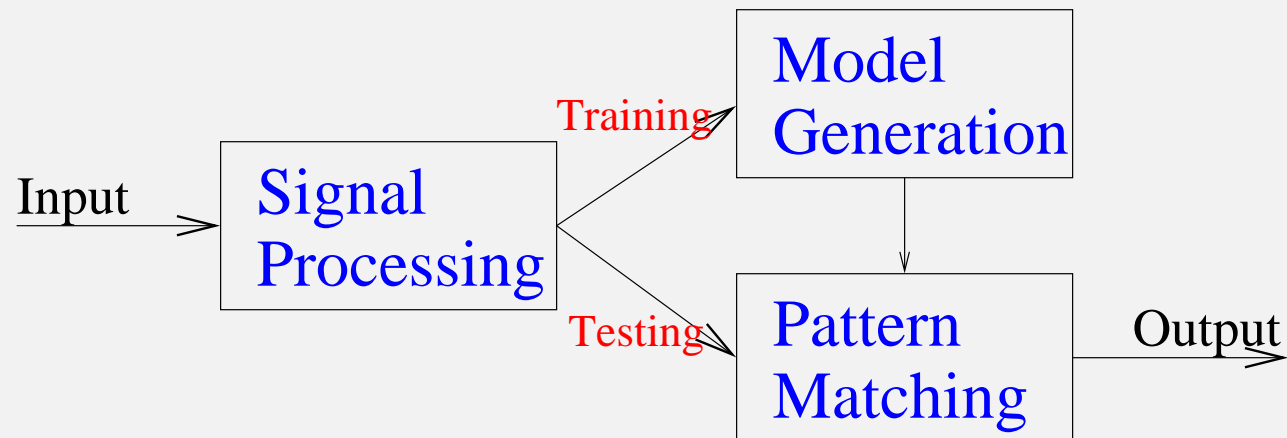 Model
Generation
Training
Input
Signal
Processing
Testing
Pattern
Matching
Output